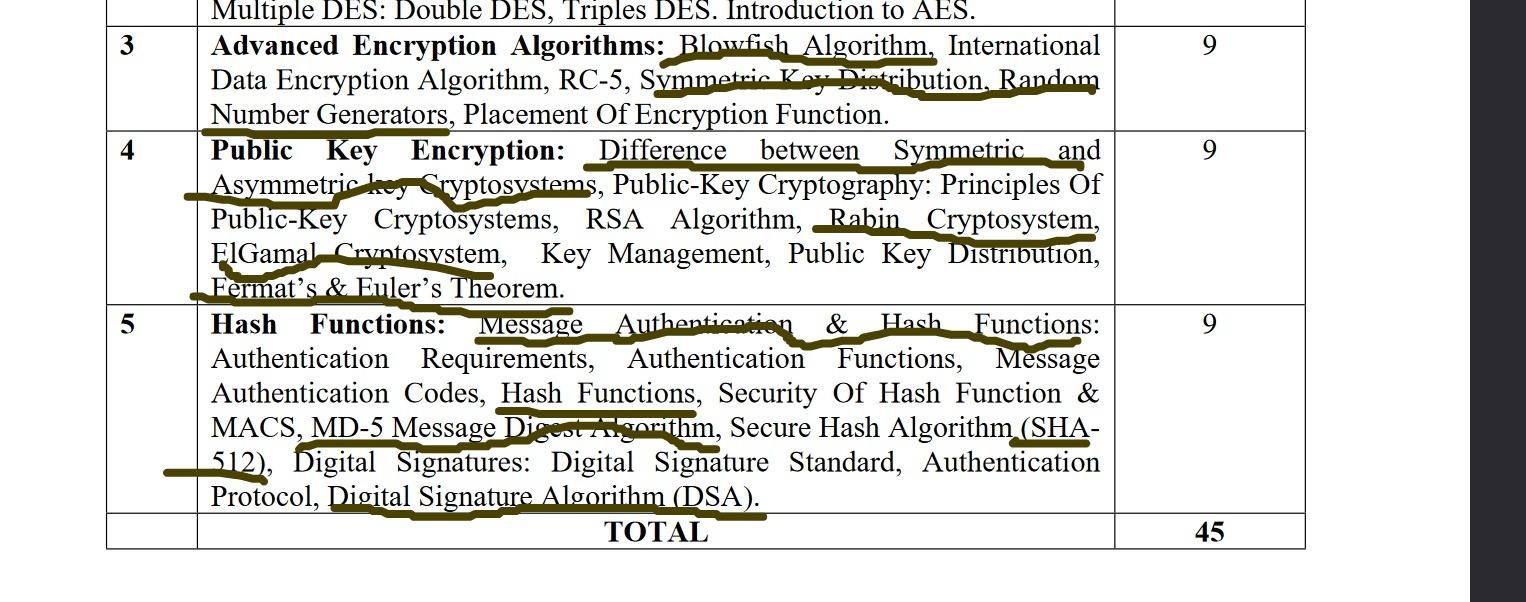 Multiple DES: Double DES, Triples DES. Introduction to AES.
3 Advanced Encryption Algorithms: Blowfish Algorithm, International 9
Data Encryption Algorithm, RC-5, Symmetric Key Distribution, Random
Number Generators, Placement Of Encryption Function.
4 Public Key Encryption: Difference between Symmetric and 9
Asymmetric key Cryptosystems, Public-Key Cryptography: Principles Of
Public-Key Cryptosystems, RSA Algorithm, Rabin Cryptosystem,
ElGamal Cryptosystem, Key Management, Public Key Distribution,
Fermat’s & Euler’s Theorem.
5 Hash Functions: Message Authentication & Hash Functions: 9
Authentication Requirements, Authentication Functions, Message
Authentication Codes, Hash Functions, Security Of Hash Function &
MACS, MD-5 Message Digest Algorithm, Secure Hash Algorithm (SHA-
512), Digital Signatures: Digital Signature Standard, Authentication
Protocol, Digital Signature Algorithm (DSA).
TOTAL 45